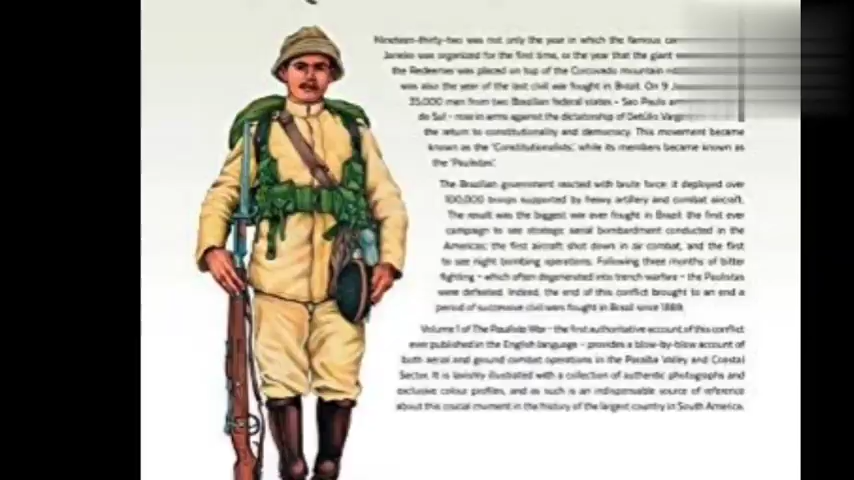 Nineteen-thirty-two was not only the year in which the famous
Janeiro was organized for the first time, or the year that the giant
the Redeemer was placed on top of the Corcovado mountain
was also the year of the last civil war fought in Brazil. On 9
35,000 men from two Brazilian federal states – Sao Paulo
do Sul – rose in arms against the dictatorship of Getúlio
the return to constitutionality and democracy. This movement became
known as the 'Constitutionalists', while its members became known as
the 'Paulistas'.
The Brazilian government reacted with brute force: it deployed over
100,000 troops supported by heavy artillery and combat aircraft.
The result was the biggest war ever fought in Brazil: the first ever
campaign to see strategic aerial bombardment conducted in the
Americas; the first aircraft shot down in air combat, and the first
to see night bombing operations. Following three months of bitter
fighting – which often degenerated into trench warfare – the Paulistas
were defeated. Indeed, the end of this conflict brought to an end a
period of successive civil wars fought in Brazil since 1889.
Volume 1 of The Paulista War – the first authoritative account of this conflict
ever published in the English language – provides a blow-by-blow account of
both aerial and ground combat operations in the Paraíba Valley and Coastal
Sector. It is lavishly illustrated with a collection of authentic photographs and
exclusive colour profiles, and as such is an indispensable source of reference
about this crucial moment in the history of the largest country in South America.